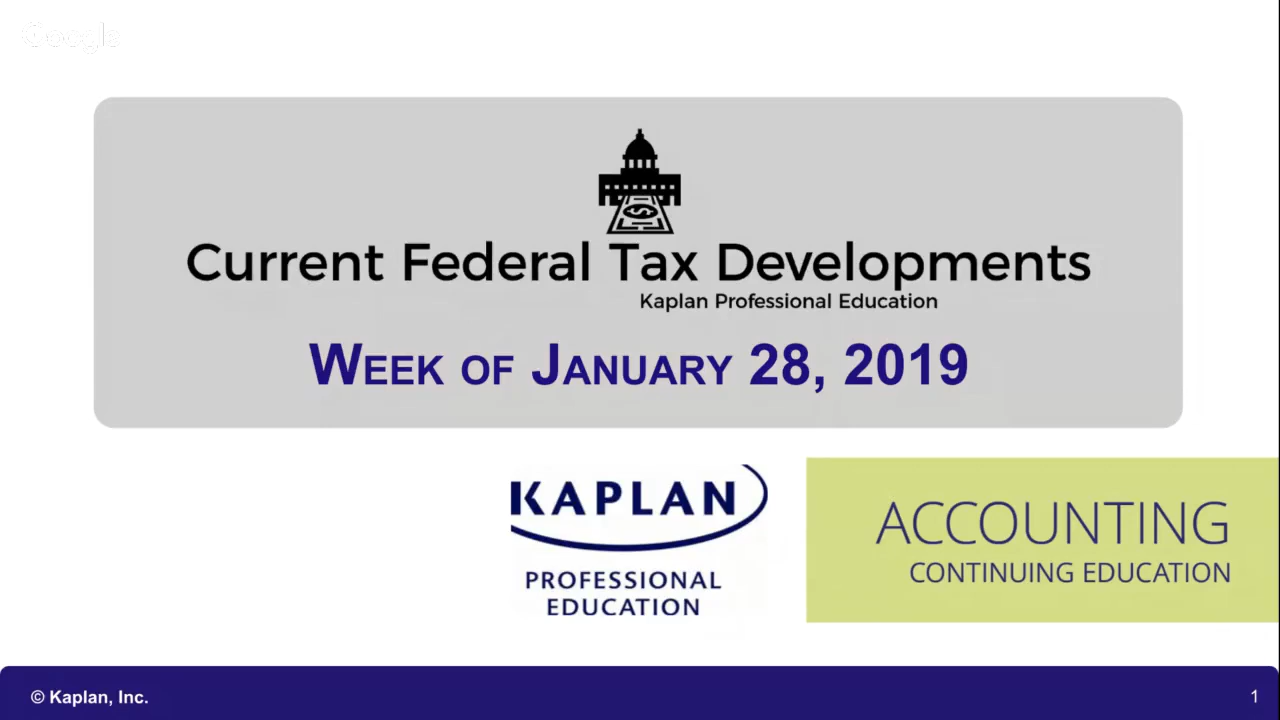 Google
Current Federal Tax Developments
Kaplan Professional Education
WEEK OF JANUARY 28, 2019
KAPLAN
PROFESSIONAL
EDUCATION
ACCOUNTING
CONTINUING EDUCATION
© Kaplan, Inc.
1